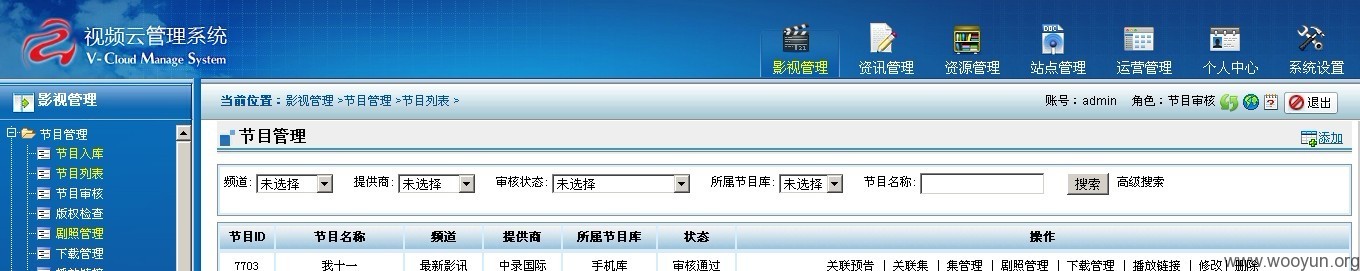 视频云管理系统
V-Cloud Manage System
影视管理 资讯管理 资源管理 站点管理 运营管理 个人中心 系统设置
影视管理
当前位置：影视管理 >节目管理 >节目列表 >
账号：admin 角色：节目审核 退出
节目管理
节目入库
节目列表
节目审核
版权检查
剧照管理
下载管理
播放链接
节目管理
添加
频道: 未选择 提供商: 未选择 审核状态: 未选择 所属节目库: 未选择 节目名称: 搜索 高级搜索
节目ID 节目名称 频道 提供商 所属节目库 状态 操作
7703 我十一 最新影讯 中录国际 手机库 审核通过 关联预告 | 关联集 | 集管理 | 剧照管理 | 下载管理 | 播放链接 | 修改 | 删除
www.wooyun.org